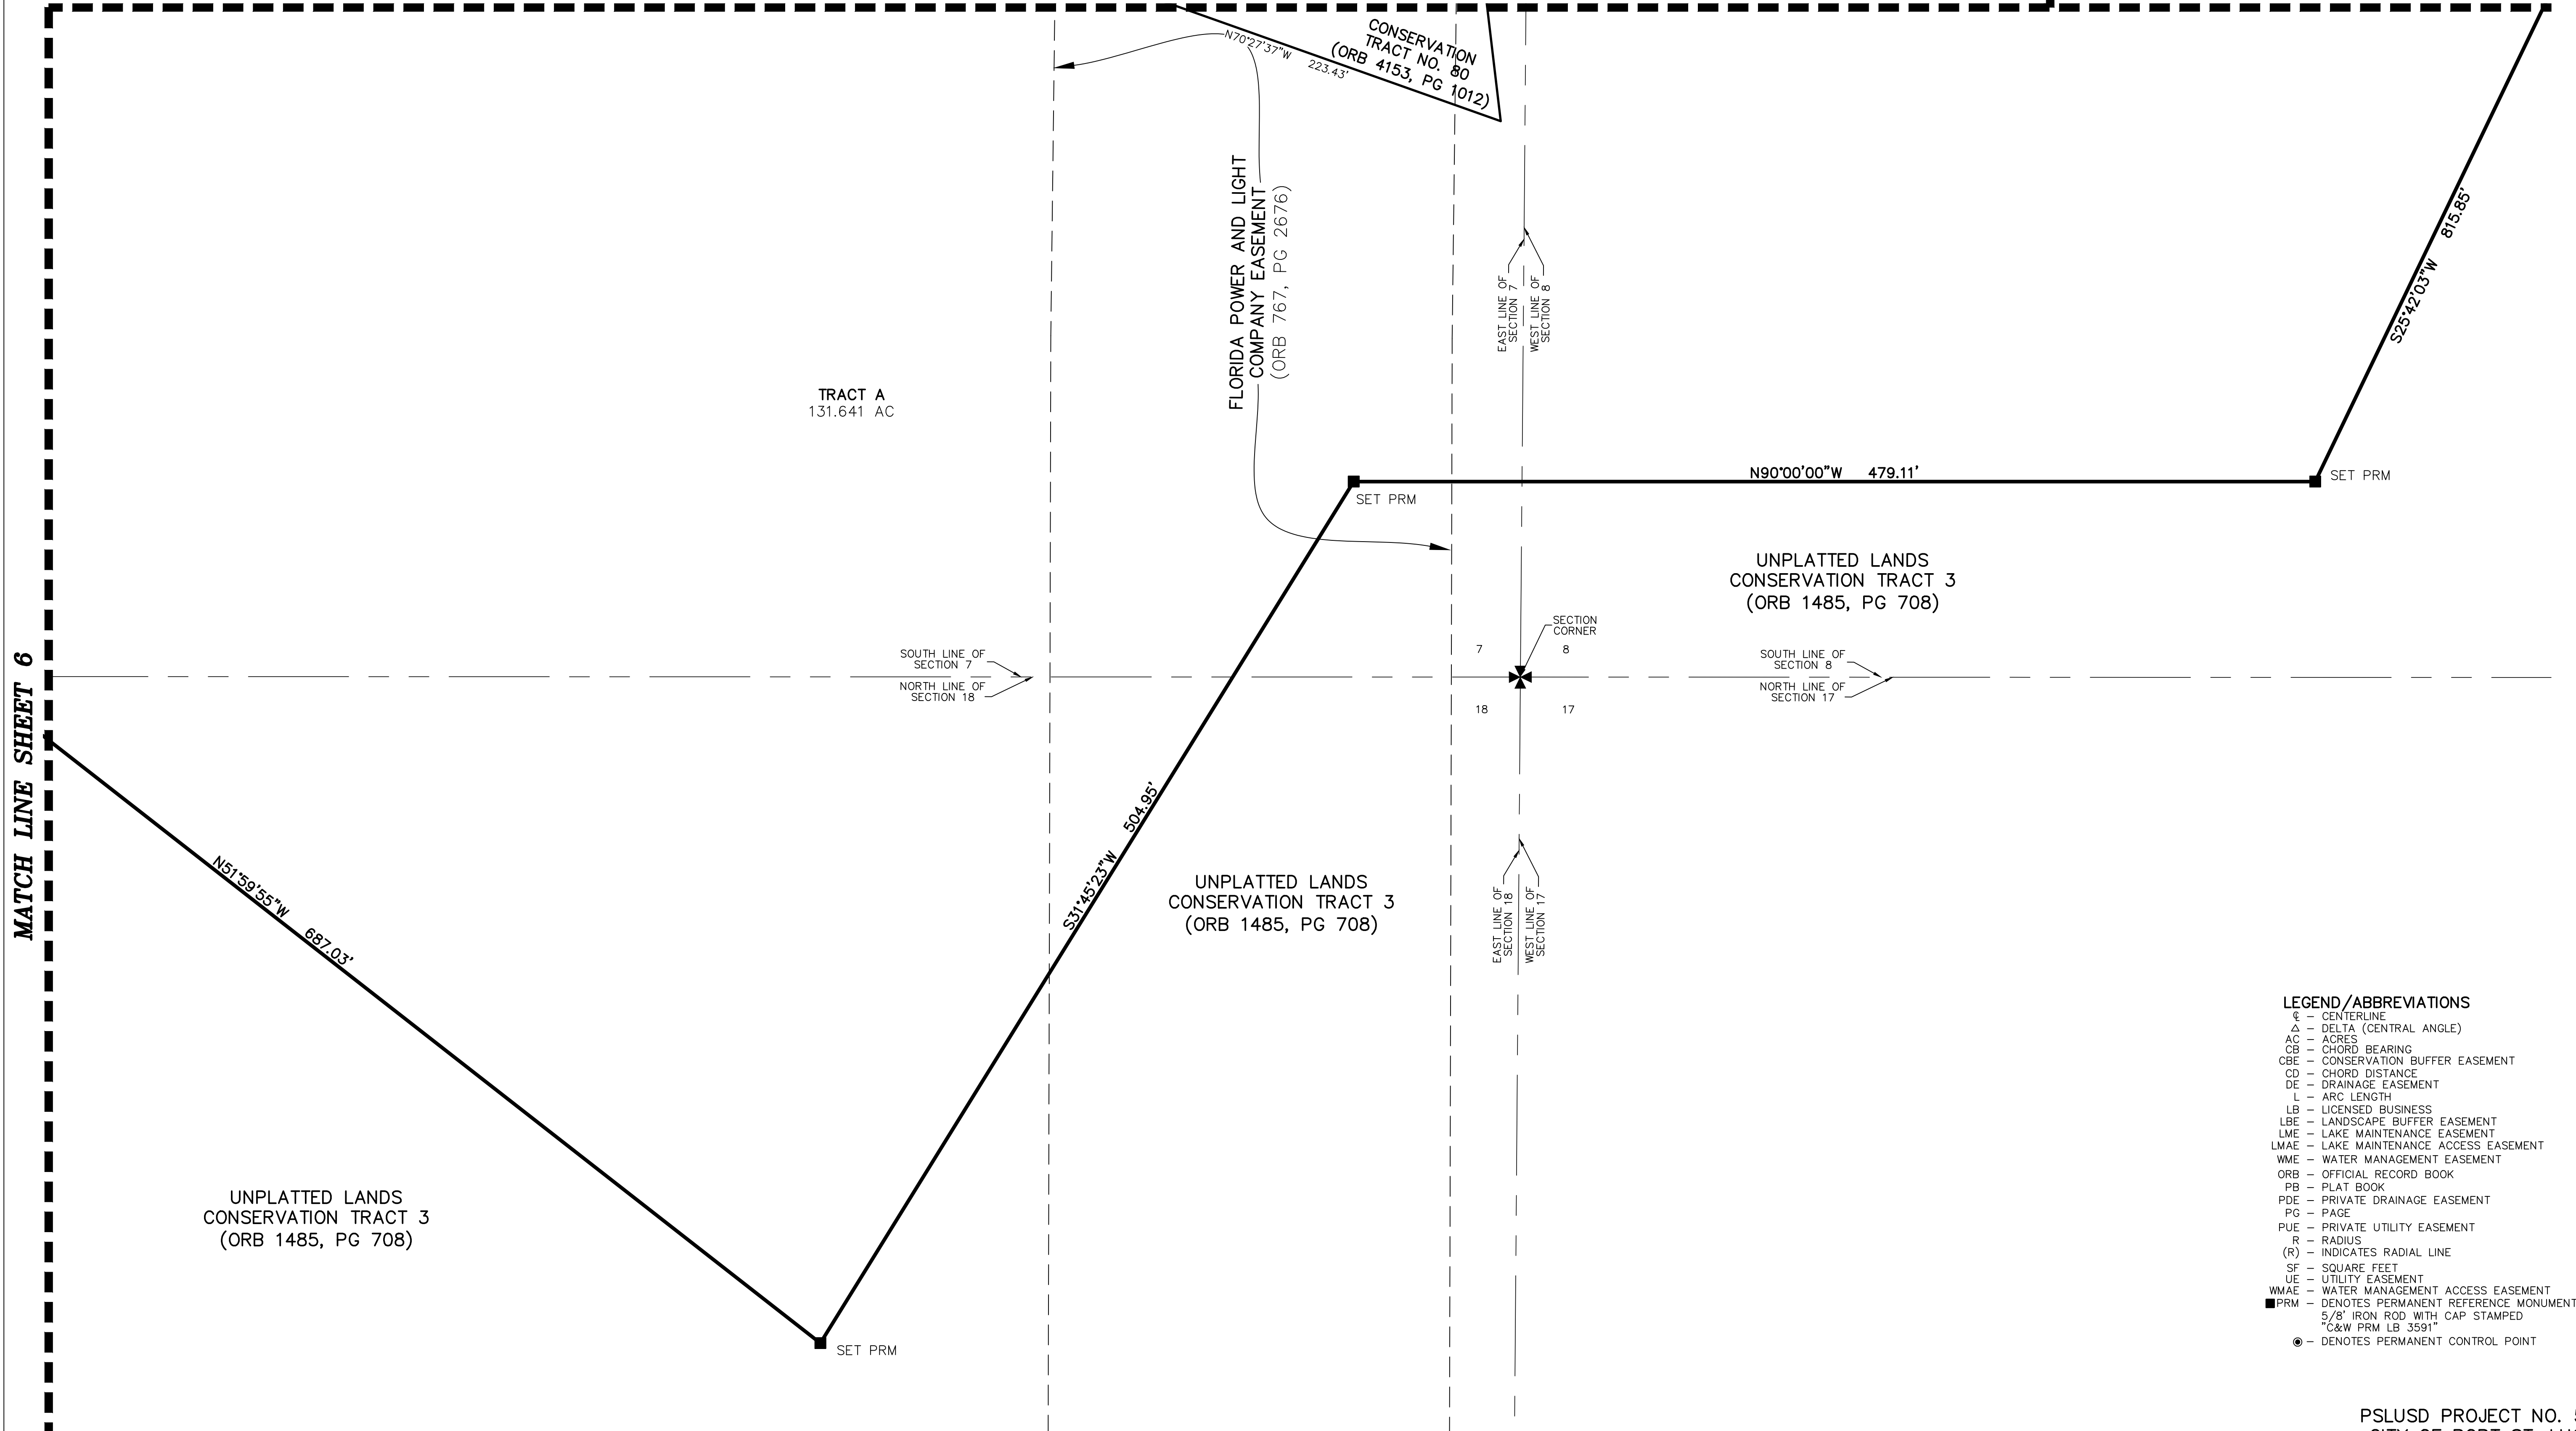 CONSERVATION
TRACT NO. 80
(ORB 4153, PG 1012)
N70°27'37"W 223.43'
FLORIDA POWER AND LIGHT
COMPANY EASEMENT
(ORB 767, PG 2676)
EAST LINE OF
SECTION 7
WEST LINE OF
SECTION 8
S25°42'03"W 815.85'
TRACT A
131.641 AC
N90°00'00"W 479.11'
SET PRM
SET PRM
UNPLATTED LANDS
CONSERVATION TRACT 3
(ORB 1485, PG 708)
SECTION
CORNER
7
8
18
17
SOUTH LINE OF
SECTION 7
NORTH LINE OF
SECTION 18
SOUTH LINE OF
SECTION 8
NORTH LINE OF
SECTION 17
MATCH LINE SHEET 6
S31°45'23"W 504.95'
N51°59'55"W 687.03'
UNPLATTED LANDS
CONSERVATION TRACT 3
(ORB 1485, PG 708)
EAST LINE OF
SECTION 18
WEST LINE OF
SECTION 17
UNPLATTED LANDS
CONSERVATION TRACT 3
(ORB 1485, PG 708)
SET PRM
LEGEND/ABBREVIATIONS
℄ - CENTERLINE
△ - DELTA (CENTRAL ANGLE)
AC - ACRES
CB - CHORD BEARING
CBE - CONSERVATION BUFFER EASEMENT
CD - CHORD DISTANCE
DE - DRAINAGE EASEMENT
L - ARC LENGTH
LB - LICENSED BUSINESS
LBE - LANDSCAPE BUFFER EASEMENT
LME - LAKE MAINTENANCE EASEMENT
LMAE - LAKE MAINTENANCE ACCESS EASEMENT
WME - WATER MANAGEMENT EASEMENT
ORB - OFFICIAL RECORD BOOK
PB - PLAT BOOK
PDE - PRIVATE DRAINAGE EASEMENT
PG - PAGE
PUE - PRIVATE UTILITY EASEMENT
R - RADIUS
(R) - INDICATES RADIAL LINE
SF - SQUARE FEET
UE - UTILITY EASEMENT
WMAE - WATER MANAGEMENT ACCESS EASEMENT
■PRM - DENOTES PERMANENT REFERENCE MONUMENT
5/8' IRON ROD WITH CAP STAMPED
"C&W PRM LB 3591"
◉ - DENOTES PERMANENT CONTROL POINT
PSLUSD PROJECT NO.